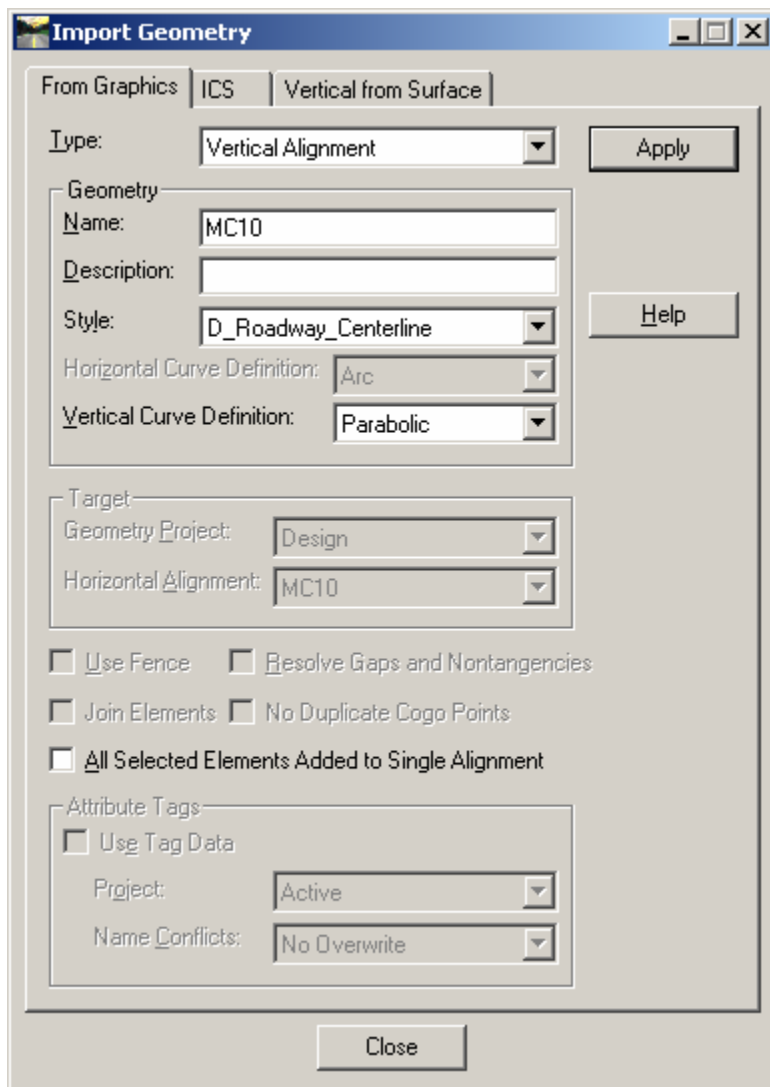 Import Geometry
From Graphics ICS Vertical from Surface
Type: Vertical Alignment Apply
Geometry
Name: MC10
Description:
Style: D_Roadway_Centerline Help
Horizontal Curve Definition: Arc
Vertical Curve Definition: Parabolic
Target
Geometry Project: Design
Horizontal Alignment: MC10
Use Fence Resolve Gaps and Nontangencies
Join Elements No Duplicate Cogo Points
All Selected Elements Added to Single Alignment
Attribute Tags
Use Tag Data
Project: Active
Name Conflicts: No Overwrite
Close